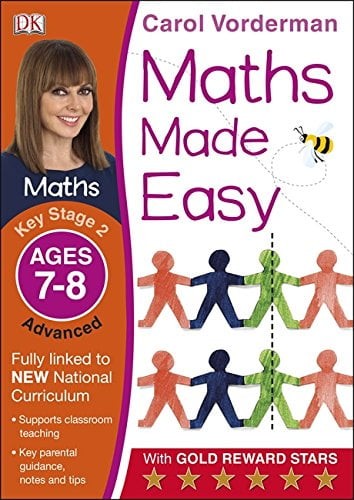 DK
Carol Vorderman
Maths
Made
Easy
Maths
Key Stage 2
AGES
7-8
Advanced
Fully linked to
NEW National
Curriculum
• Supports classroom
teaching
• Key parental
guidance,
notes and tips
With GOLD REWARD STARS